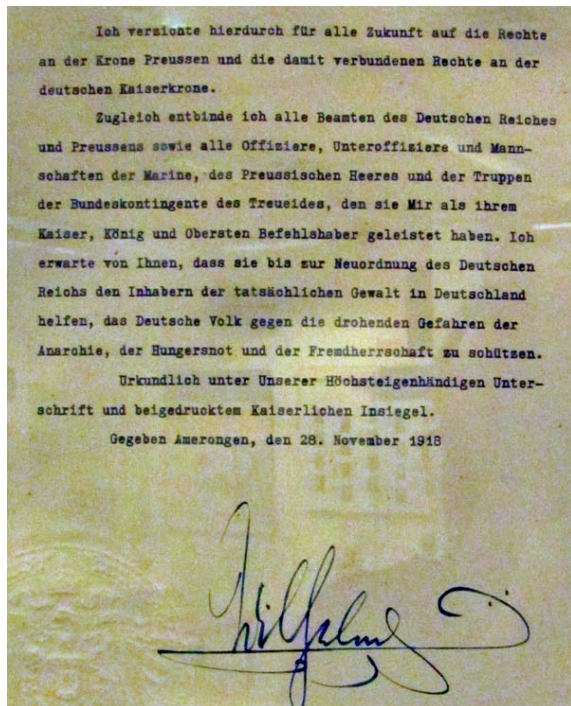 Ich verzichte hierdurch für alle Zukunft auf die Rechte
an der Krone Preussen und die damit verbundenen Rechte an der
deutschen Kaiserkrone.
Zugleich entbinde ich alle Beamten des Deutschen Reiches
und Preussens sowie alle Offiziere, Unteroffiziere und Mann-
schaften der Marine, des Preussischen Heeres und der Truppen
der Bundeskontingente des Treueides, den sie Mir als ihrem
Kaiser, König und Obersten Befehlshaber geleistet haben. Ich
erwarte von Ihnen, dass sie bis zur Neuordnung des Deutschen
Reichs den Inhabern der tatsächlichen Gewalt in Deutschland
helfen, das Deutsche Volk gegen die drohenden Gefahren der
Anarchie, der Hungersnot und der Fremdherrschaft zu schützen.
Urkundlich unter Unserer Höchsteigenhändigen Unter-
schrift und beigedrucktem Kaiserlichen Insiegel.
Gegeben Amerongen, den 28. November 1918
Wilhelm